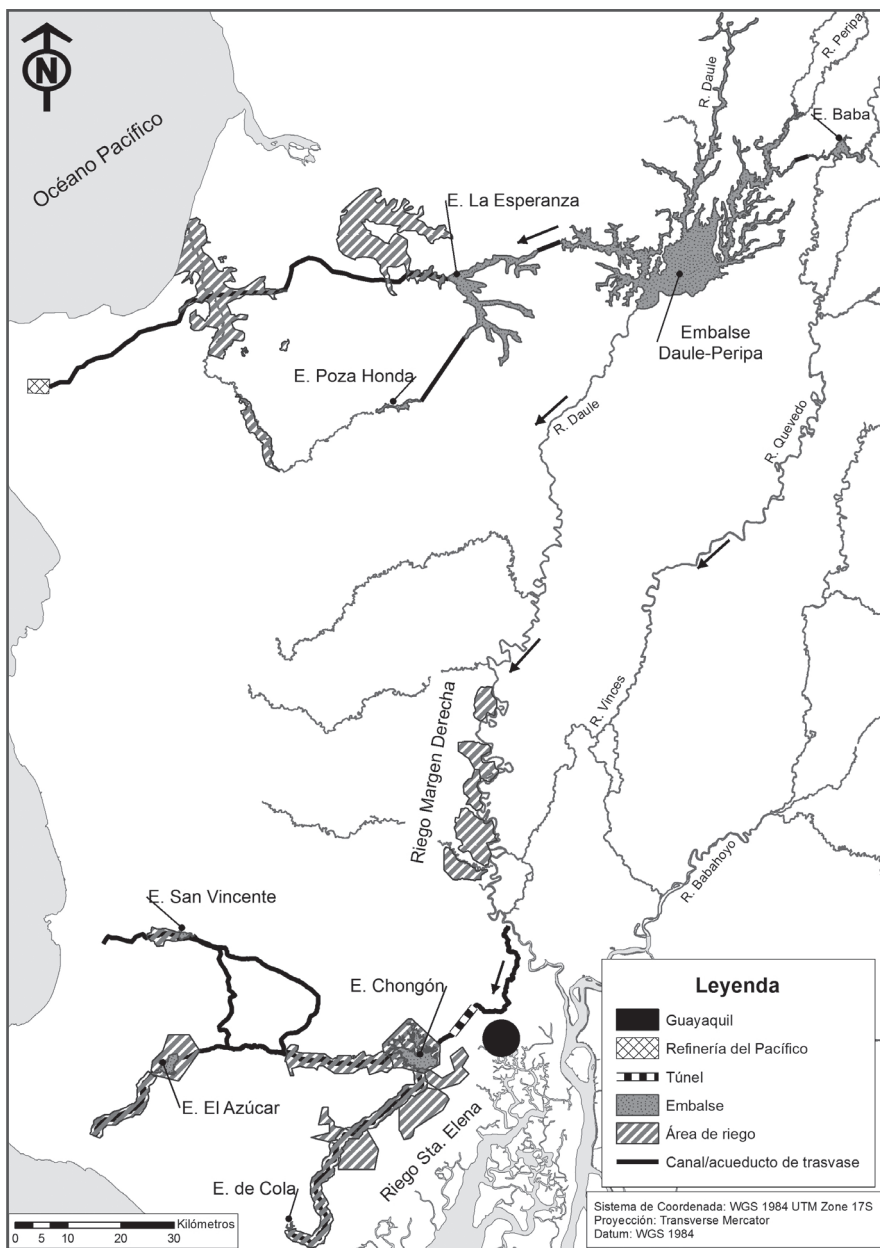 N
Océano Pacífico
R. Daule
R. Peripa
E. Baba
E. La Esperanza
Embalse
Daule-Peripa
E. Poza Honda
R. Daule
R. Quevedo
R. Vinces
Riego Margen Derecha
R. Babahoyo
E. San Vincente
E. Chongón
E. El Azúcar
Riego Sta. Elena
E. de Cola
Leyenda
Guayaquil
Refinería del Pacífico
Túnel
Embalse
Área de riego
Canal/acueducto de trasvase
Kilómetros
0 5 10 20 30
Sistema de Coordenada: WGS 1984 UTM Zone 17S
Proyección: Transverse Mercator
Datum: WGS 1984